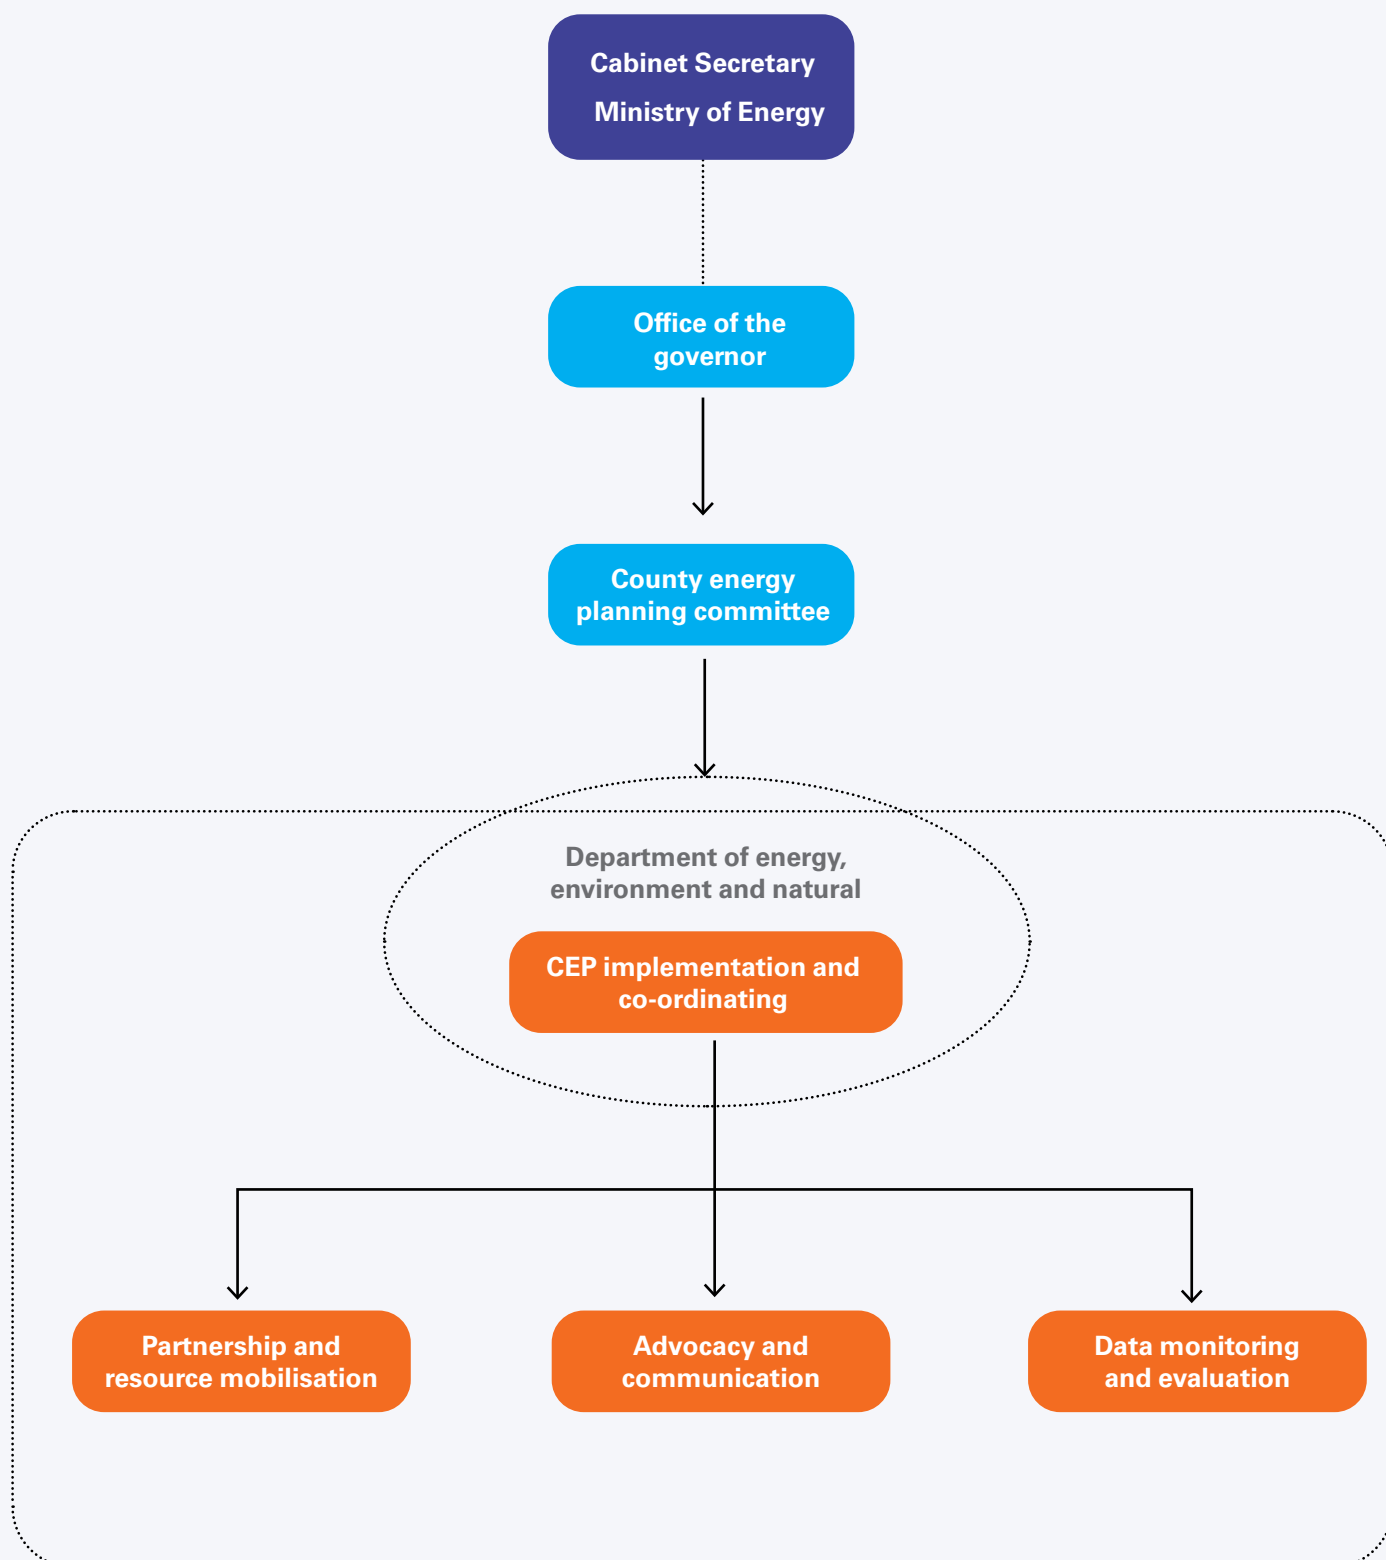 Cabinet Secretary
Ministry of Energy
Office of the
governor
County energy
planning committee
Department of energy,
environment and natural
CEP implementation and
co-ordinating
Partnership and
resource mobilisation
Advocacy and
communication
Data monitoring
and evaluation